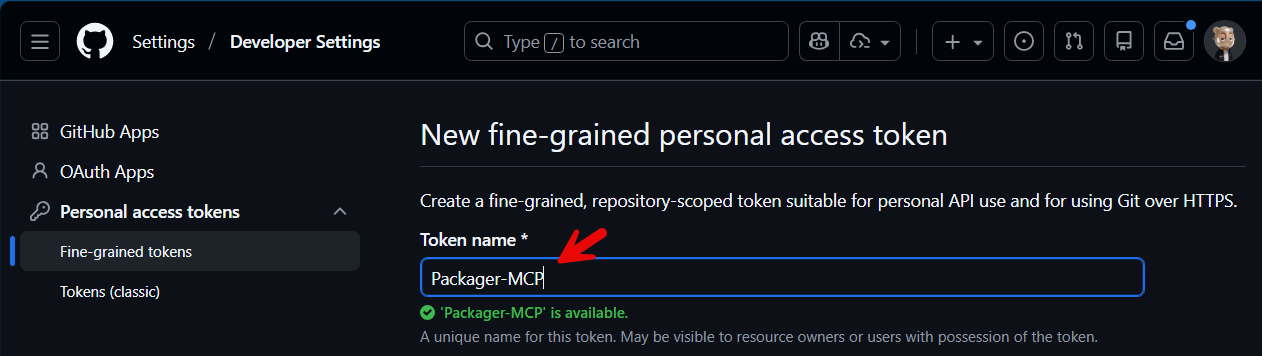 Settings / Developer Settings
Type / to search
GitHub Apps
OAuth Apps
Personal access tokens
Fine-grained tokens
Tokens (classic)
New fine-grained personal access token
Create a fine-grained, repository-scoped token suitable for personal API use and for using Git over HTTPS.
Token name *
Packager-MCP
'Packager-MCP' is available.
A unique name for this token. May be visible to resource owners or users with possession of the token.